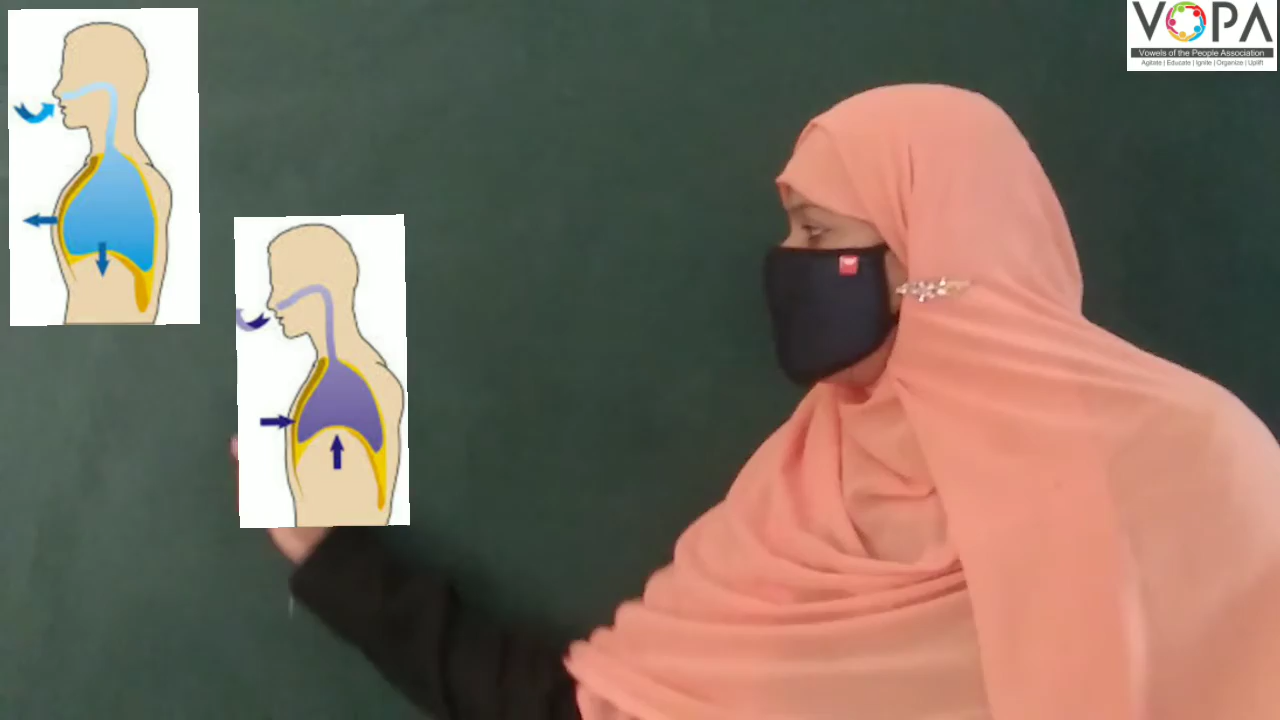 VOPA
Vowels of the People Association
Agitate | Educate | Ignite | Organize | Uplift